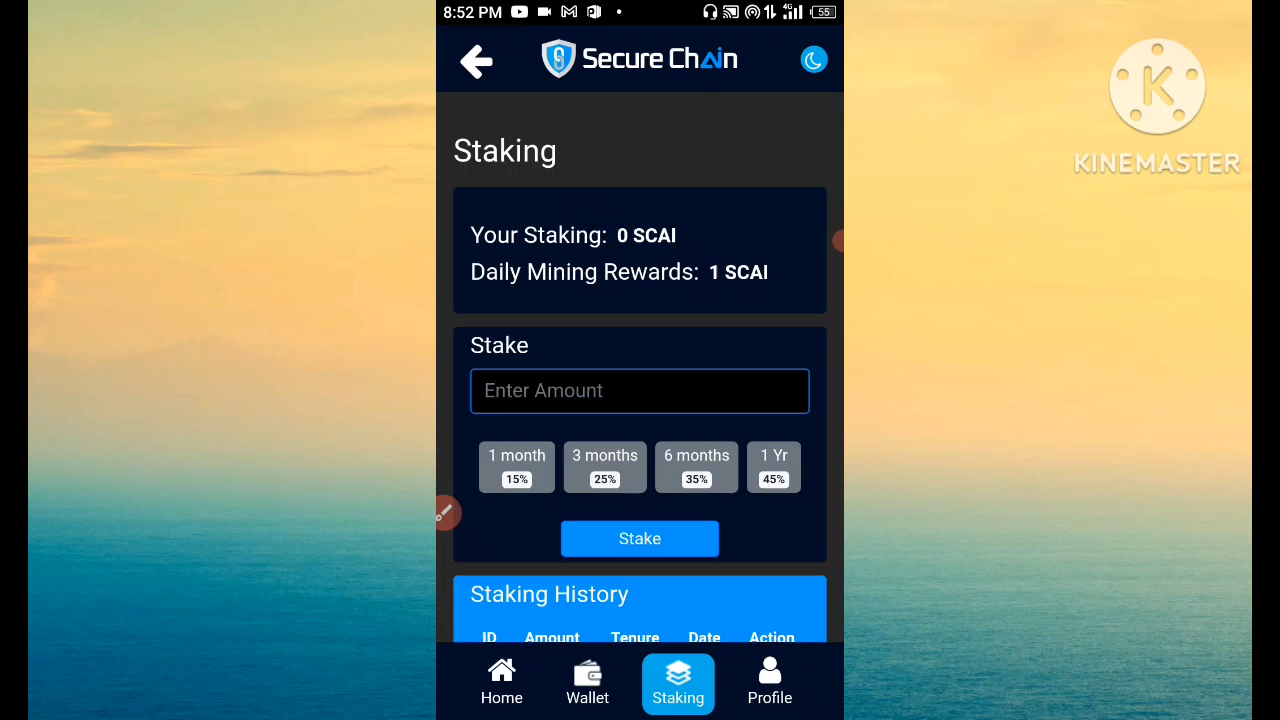 8:52 PM
4G
55
Secure Chain
KINEMASTER
K
Staking
Your Staking: 0 SCAI
Daily Mining Rewards: 1 SCAI
Stake
Enter Amount
1 month 3 months 6 months 1 Yr
15% 25% 35% 45%
Stake
Staking History
ID Amount Tenure Date Action
Home Wallet Staking Profile